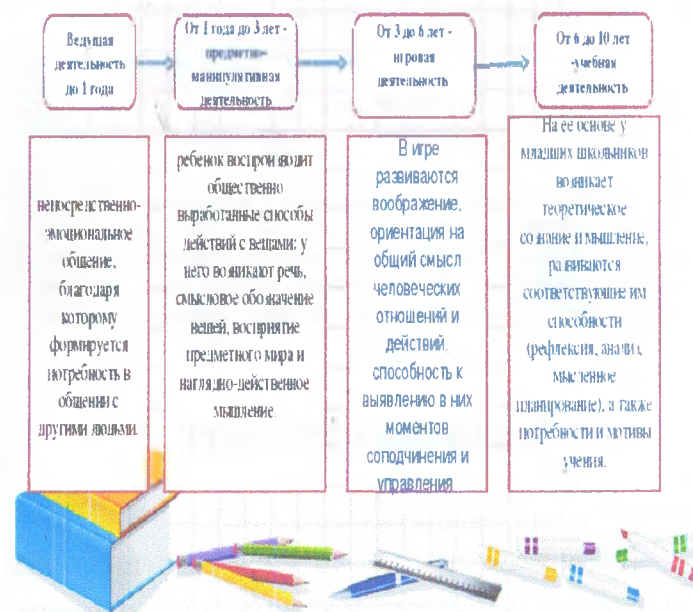 Ведущая
деятельность
до 1 года
От 1 года до 3 лет -
предметно-
манипулятивная
деятельность
От 3 до 6 лет -
игровая
деятельность
От 6 до 10 лет
-учебная
деятельность
непосредственно-
эмоциональное
общение,
благодаря
которому
формируется
потребность в
общении с
другими людьми.
ребенок воспроизводит
общественно
выработанные способы
действий с вещами; у
него возникают речь,
смысловое обозначение
вещей, восприятие
предметного мира и
наглядно-действенное
мышление.
В игре
развиваются
воображение,
ориентация на
общий смысл
человеческих
отношений и
действий,
способность к
выявлению в них
моментов
соподчинения и
управления
На ее основе у
младших школьников
возникает
теоретическое
сознание и мышление,
развиваются
соответствующие им
способности
(рефлексия, анализ,
мысленное
планирование), а также
потребности и мотивы
учения.